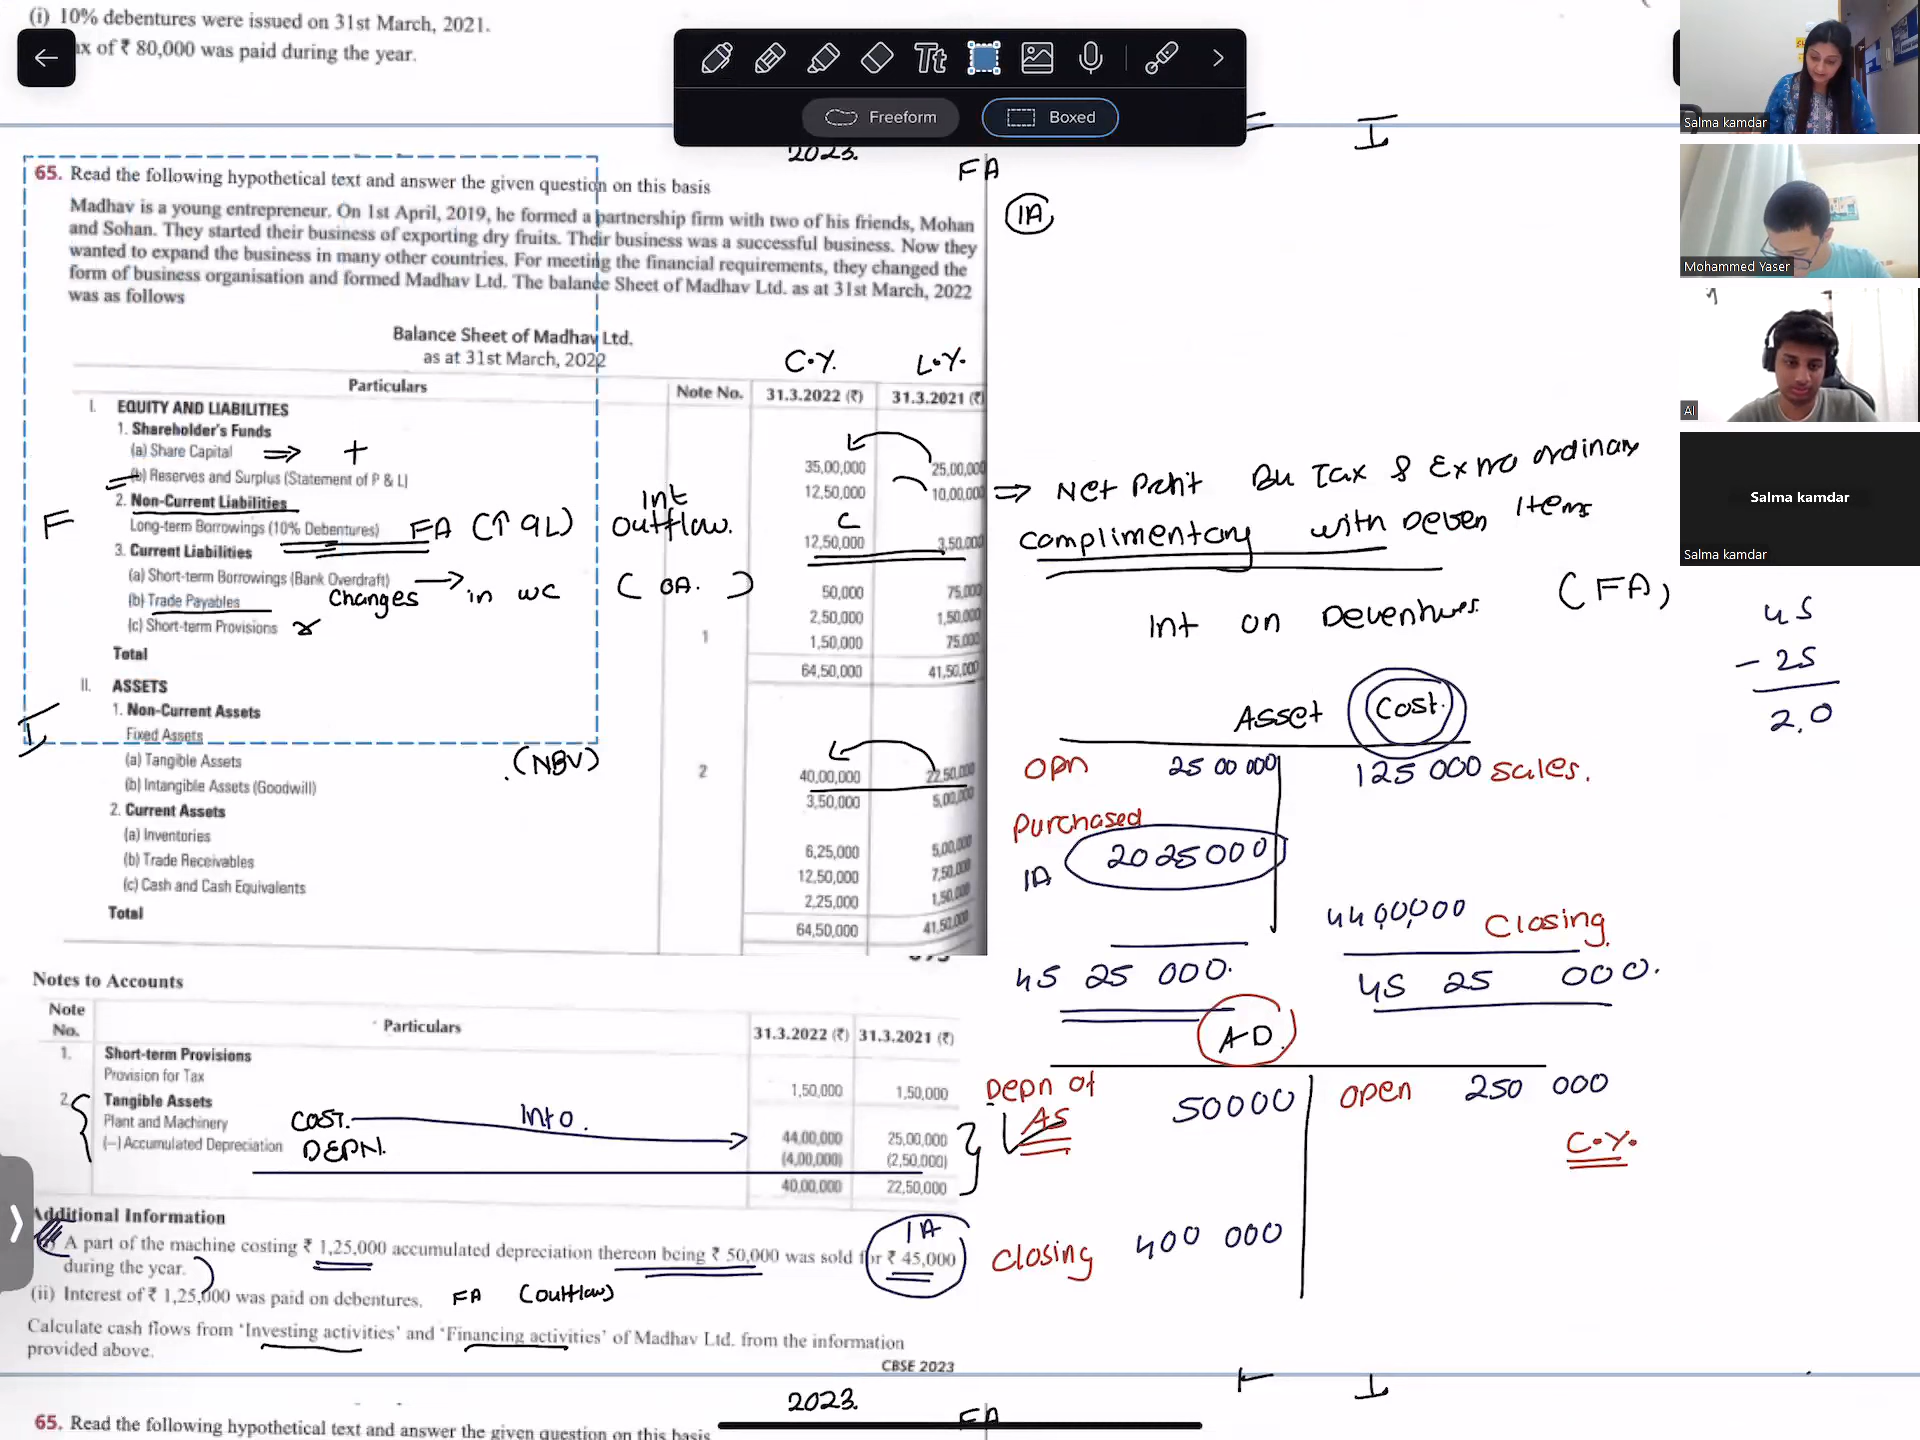 (i) 10% debentures were issued on 31st March, 2021.
ax of ₹ 80,000 was paid during the year.
Tt
Freeform
Boxed
Salma kamdar
Mohammed Yaser
Al
Salma kamdar
Salma kamdar
I
2023.
FA
65. Read the following hypothetical text and answer the given question on this basis
Madhav is a young entrepreneur. On 1st April, 2019, he formed a partnership firm with two of his friends, Mohan
and Sohan. They started their business of exporting dry fruits. Their business was a successful business. Now they
wanted to expand the business in many other countries. For meeting the financial requirements, they changed the
form of business organisation and formed Madhav Ltd. The balance Sheet of Madhav Ltd. as at 31st March, 2022
was as follows
IA
Balance Sheet of Madhav Ltd.
as at 31st March, 2022
C.Y. L.Y.
Particulars Note No. 31.3.2022 (₹) 31.3.2021 (₹)
I. EQUITY AND LIABILITIES
1. Shareholder's Funds
(a) Share Capital ⇒ + 35,00,000 25,00,000
(b) Reserves and Surplus (Statement of P & L) 12,50,000 10,00,000
2. Non-Current Liabilities
F Long-term Borrowings (10% Debentures) FA (↑ 9L) Int outflow. C 12,50,000 3,50,000
3. Current Liabilities
(a) Short-term Borrowings (Bank Overdraft) 50,000 75,000
(b) Trade Payables Changes in WC (OA.) 2,50,000 1,50,000
(c) Short-term Provisions 1 1,50,000 75,000
Total 64,50,000 41,50,000
II. ASSETS
1. Non-Current Assets
I Fixed Assets
(a) Tangible Assets (NBV) 2 40,00,000 22,50,000
(b) Intangible Assets (Goodwill) 3,50,000 5,00,000
2. Current Assets
(a) Inventories 6,25,000 5,00,000
(b) Trade Receivables 12,50,000 7,50,000
(c) Cash and Cash Equivalents 2,25,000 1,50,000
Total 64,50,000 41,50,000
⇒ Net Profit Tax & Extra ordinary
Items
complimentary with Deben
Int on Debentures. (FA)
45
- 25
2.0
Asset Cost.
Opn 25 00 000 125 000 sales.
Purchased
2025000
IA
4400,000 Closing
45 25 000. 45 25 000.
A-D.
Depn of
AS
50000 open 250 000
C.Y.
Closing 400 000
Notes to Accounts
Note
No. Particulars 31.3.2022 (₹) 31.3.2021 (₹)
1. Short-term Provisions
Provision for Tax 1,50,000 1,50,000
2. Tangible Assets
Plant and Machinery COST. Info. 44,00,000 25,00,000
(−) Accumulated Depreciation DEPN. (4,00,000) (2,50,000)
40,00,000 22,50,000
Additional Information
A part of the machine costing ₹ 1,25,000 accumulated depreciation thereon being ₹ 50,000 was sold for ₹ 45,000
during the year.
IA
(ii) Interest of ₹ 1,25,000 was paid on debentures. FA (outflow)
Calculate cash flows from 'Investing activities' and 'Financing activities' of Madhav Ltd. from the information
provided above.
CBSE 2023
I
2023.
FA
65. Read the following hypothetical text and answer the given question on this basis